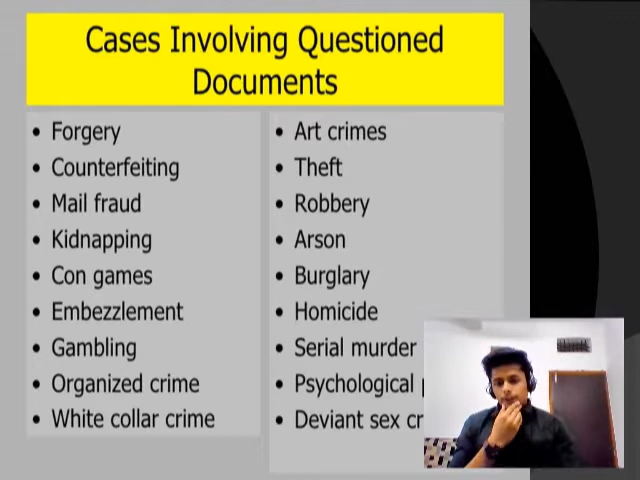 Cases Involving Questioned
Documents
• Forgery
• Counterfeiting
• Mail fraud
• Kidnapping
• Con games
• Embezzlement
• Gambling
• Organized crime
• White collar crime
• Art crimes
• Theft
• Robbery
• Arson
• Burglary
• Homicide
• Serial murder
• Psychological
• Deviant sex